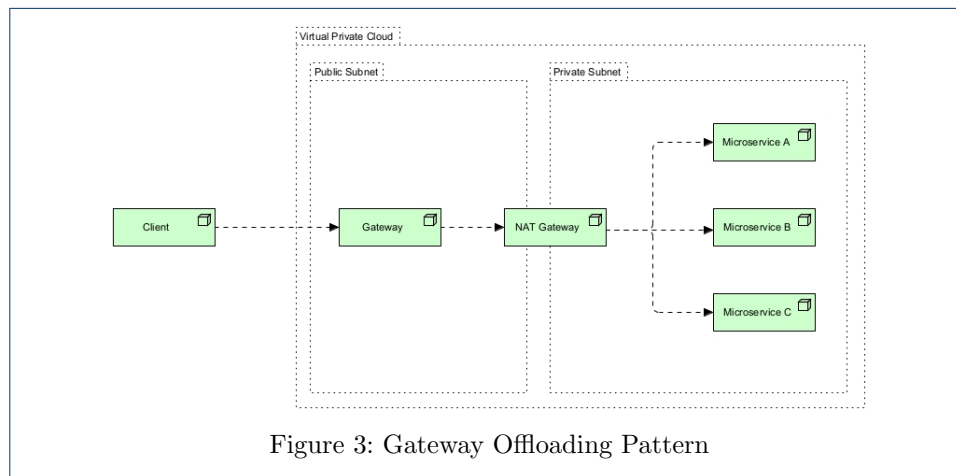 Virtual Private Cloud
Public Subnet
Private Subnet
Microservice A
Client
Gateway
NAT Gateway
Microservice B
Microservice C
Figure 3: Gateway Offloading Pattern